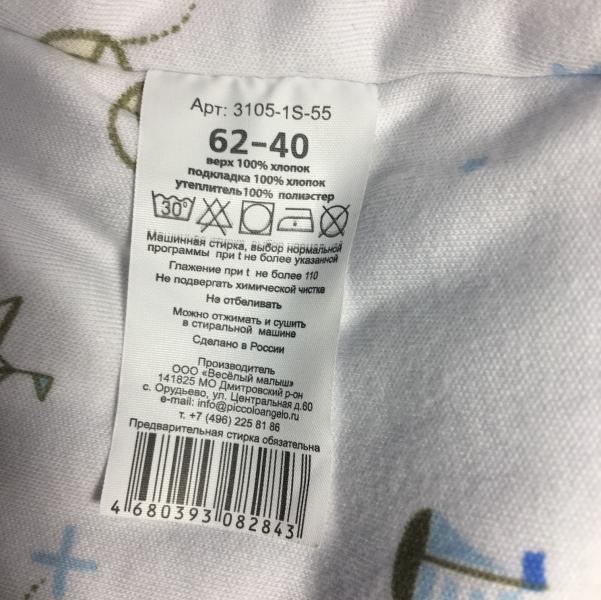 Арт: 3105-1S-55
62-40
верх 100% хлопок
подкладка 100% хлопок
утеплитель100% полиэстер
30°
Машинная стирка, выбор нормальной
программы при t не более указанной
Глажение при t не более 110
Не подвергать химической чистке
На отбеливать
Можно отжимать и сушить
в стиральной машине
Сделано в России
Производитель
ООО «Весёлый малыш»
141825 МО Дмитровский р-он
с. Орудьево, ул. Центральная д.60
e-mail: info@piccoloangelo.ru
т. +7 (496) 225 81 86
Предварительная стирка обязательна
4 680393 082843